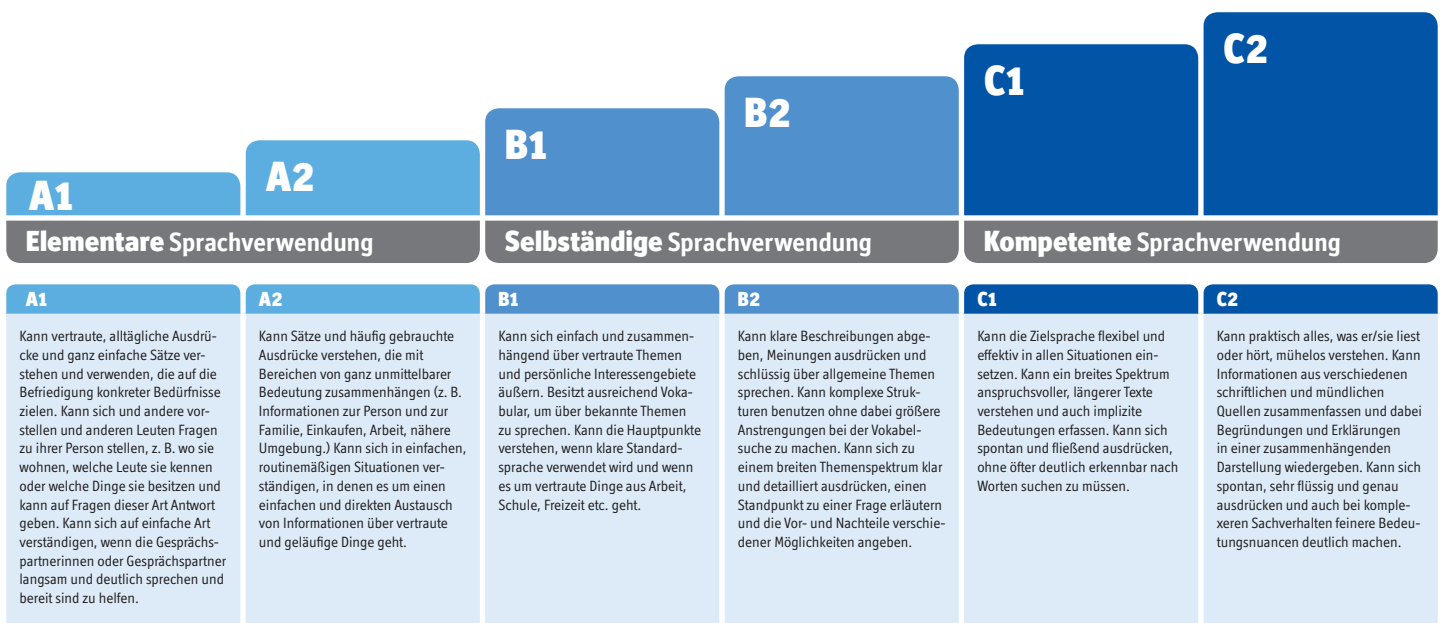 A1
A2
B1
B2
C1
C2
Elementare Sprachverwendung
Selbständige Sprachverwendung
Kompetente Sprachverwendung
A1
Kann vertraute, alltägliche Ausdrü-
cke und ganz einfache Sätze ver-
stehen und verwenden, die auf die
Befriedigung konkreter Bedürfnisse
zielen. Kann sich und andere vor-
stellen und anderen Leuten Fragen
zu ihrer Person stellen, z. B. wo sie
wohnen, welche Leute sie kennen
oder welche Dinge sie besitzen und
kann auf Fragen dieser Art Antwort
geben. Kann sich auf einfache Art
verständigen, wenn die Gesprächs-
partnerinnen oder Gesprächspartner
langsam und deutlich sprechen und
bereit sind zu helfen.
A2
Kann Sätze und häufig gebrauchte
Ausdrücke verstehen, die mit
Bereichen von ganz unmittelbarer
Bedeutung zusammenhängen (z. B.
Informationen zur Person und zur
Familie, Einkaufen, Arbeit, nähere
Umgebung.) Kann sich in einfachen,
routinemäßigen Situationen ver-
ständigen, in denen es um einen
einfachen und direkten Austausch
von Informationen über vertraute
und geläufige Dinge geht.
B1
Kann sich einfach und zusammen-
hängend über vertraute Themen
und persönliche Interessengebiete
äußern. Besitzt ausreichend Voka-
bular, um über bekannte Themen
zu sprechen. Kann die Hauptpunkte
verstehen, wenn klare Standard-
sprache verwendet wird und wenn
es um vertraute Dinge aus Arbeit,
Schule, Freizeit etc. geht.
B2
Kann klare Beschreibungen abge-
ben, Meinungen ausdrücken und
schlüssig über allgemeine Themen
sprechen. Kann komplexe Struk-
turen benutzen ohne dabei größere
Anstrengungen bei der Vokabel-
suche zu machen. Kann sich zu
einem breiten Themenspektrum klar
und detailliert ausdrücken, einen
Standpunkt zu einer Frage erläutern
und die Vor- und Nachteile verschie-
dener Möglichkeiten angeben.
C1
Kann die Zielsprache flexibel und
effektiv in allen Situationen ein-
setzen. Kann ein breites Spektrum
anspruchsvoller, längerer Texte
verstehen und auch implizite
Bedeutungen erfassen. Kann sich
spontan und fließend ausdrücken,
ohne öfter deutlich erkennbar nach
Worten suchen zu müssen.
C2
Kann praktisch alles, was er/sie liest
oder hört, mühelos verstehen. Kann
Informationen aus verschiedenen
schriftlichen und mündlichen
Quellen zusammenfassen und dabei
Begründungen und Erklärungen
in einer zusammenhängenden
Darstellung wiedergeben. Kann sich
spontan, sehr flüssig und genau
ausdrücken und auch bei komple-
xeren Sachverhalten feinere Bedeu-
tungsnuancen deutlich machen.